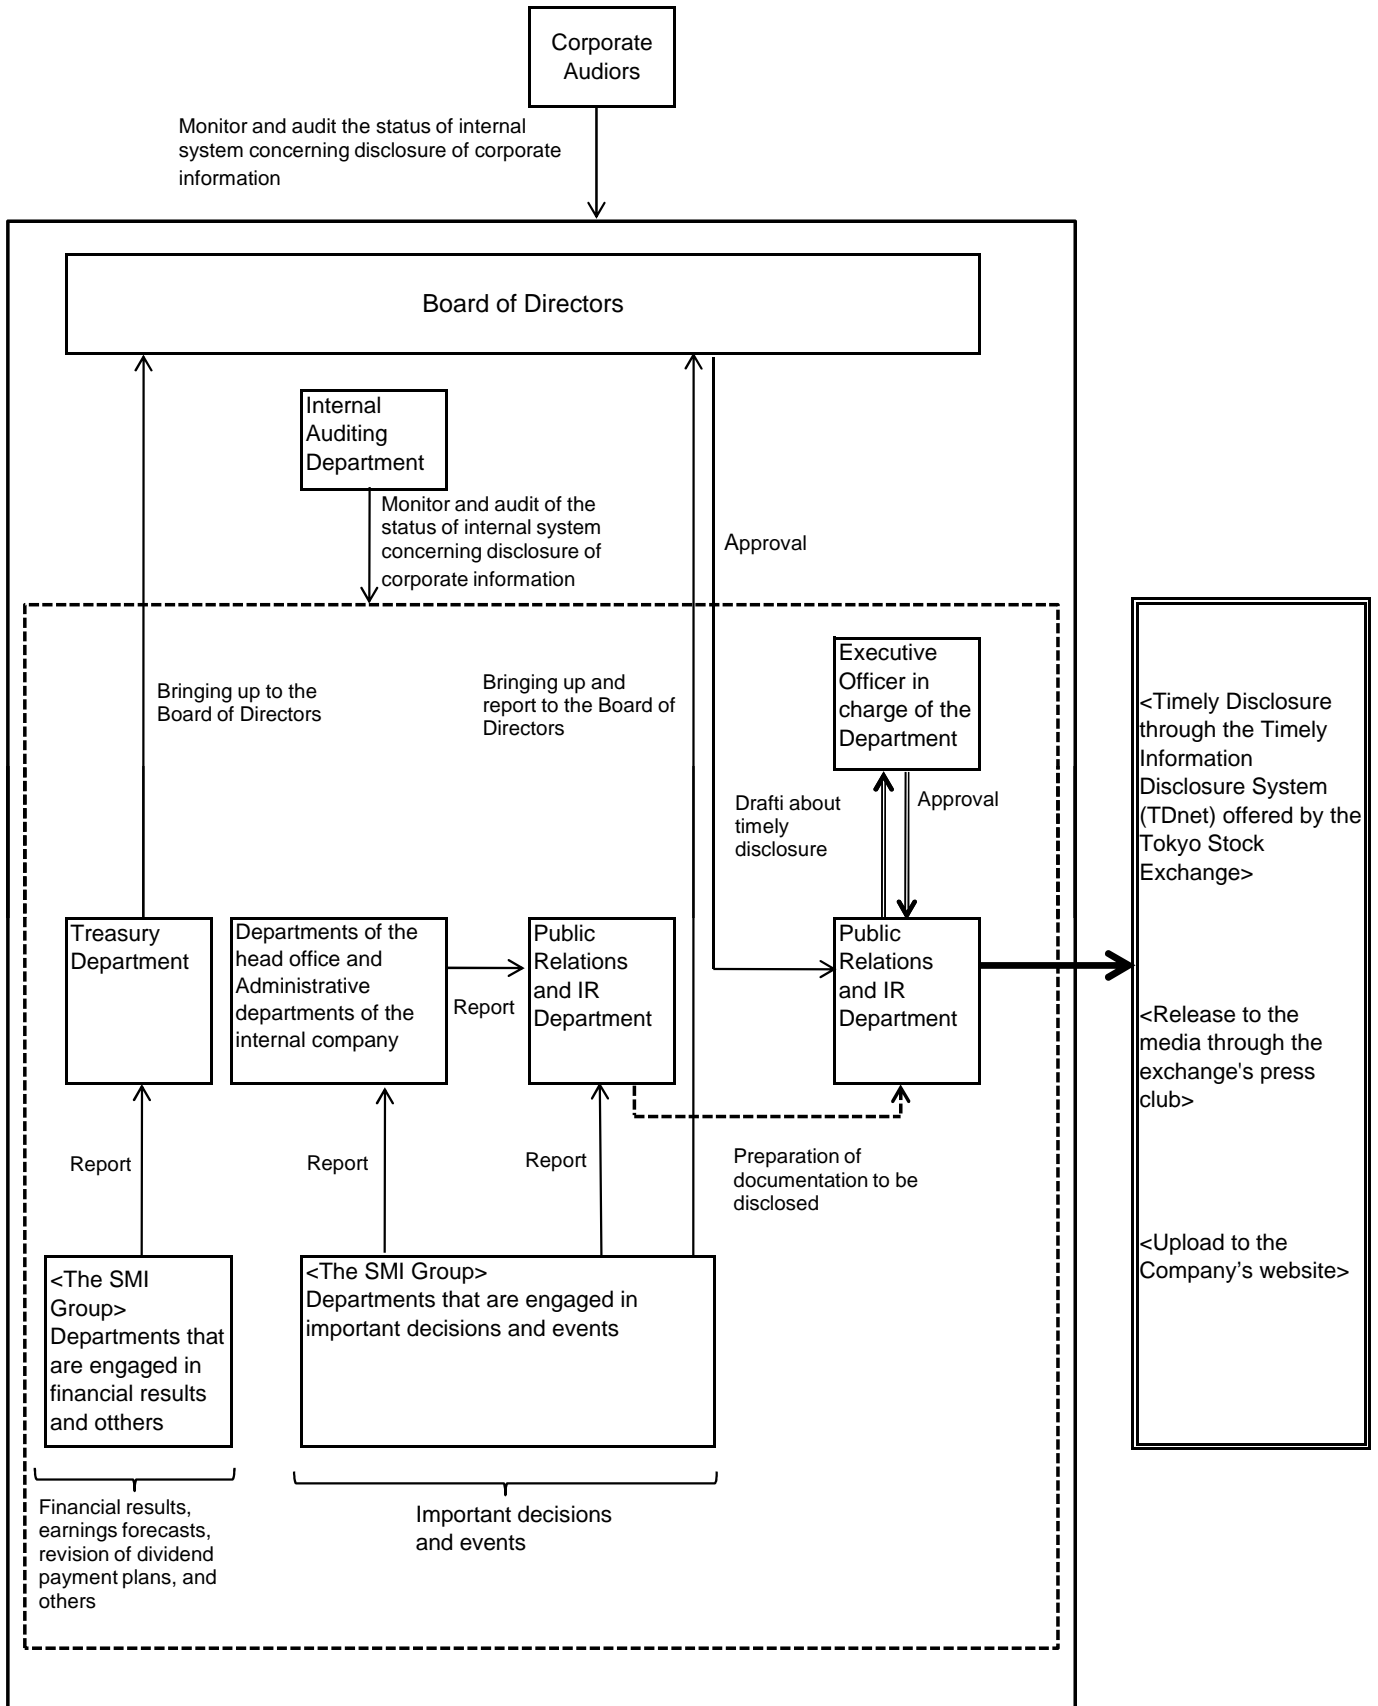 Corporate
Audiors
Monitor and audit the status of internal
system concerning disclosure of corporate
information
Board of Directors
Internal
Auditing
Department
Monitor and audit of the
status of internal system
concerning disclosure of
corporate information
Approval
Bringing up to the
Board of Directors
Bringing up and
report to the Board of
Directors
Executive
Officer in
charge of the
Department
Drafti about
timely
disclosure
Approval
Treasury
Department
Departments of the
head office and
Administrative
departments of the
internal company
Report
Public
Relations
and IR
Department
Public
Relations
and IR
Department
Report
Report
Report
Preparation of
documentation to be
disclosed
<The SMI
Group>
Departments that
are engaged in
financial results
and otthers
<The SMI Group>
Departments that are engaged in
important decisions and events
Financial results,
earnings forecasts,
revision of dividend
payment plans, and
others
Important decisions
and events
<Timely Disclosure
through the Timely
Information
Disclosure System
(TDnet) offered by the
Tokyo Stock
Exchange>
<Release to the
media through the
exchange's press
club>
<Upload to the
Company’s website>